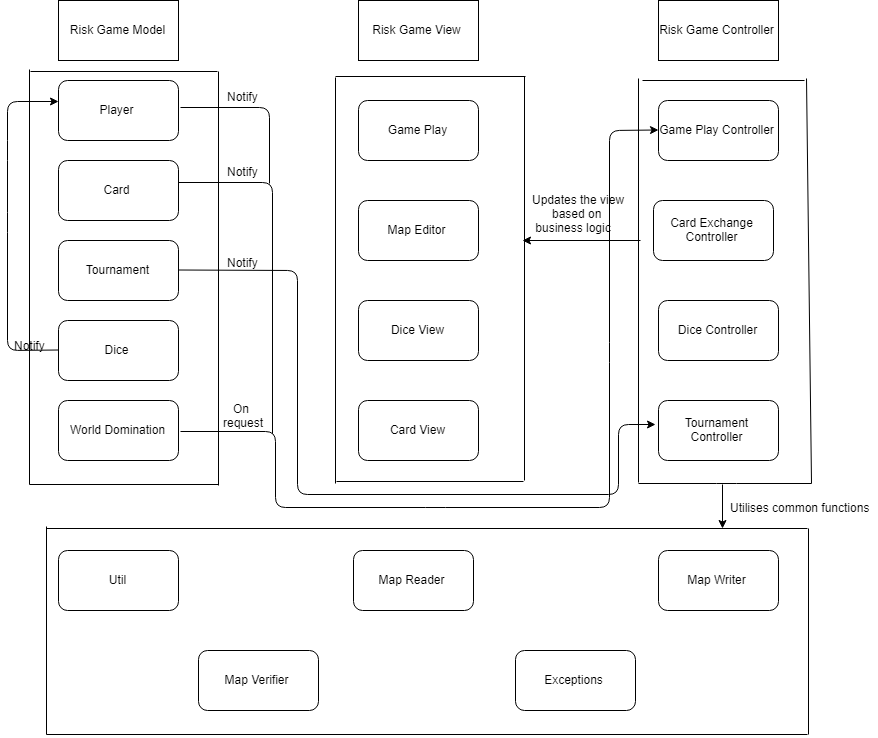 Risk Game Model
Risk Game View
Risk Game Controller
Player
Notify
Game Play
Game Play Controller
Card
Notify
Map Editor
Updates the view
based on
business logic
Card Exchange
Controller
Tournament
Notify
Dice
Notify
Dice View
Dice Controller
World Domination
On
request
Card View
Tournament
Controller
Utilises common functions
Util
Map Reader
Map Writer
Map Verifier
Exceptions